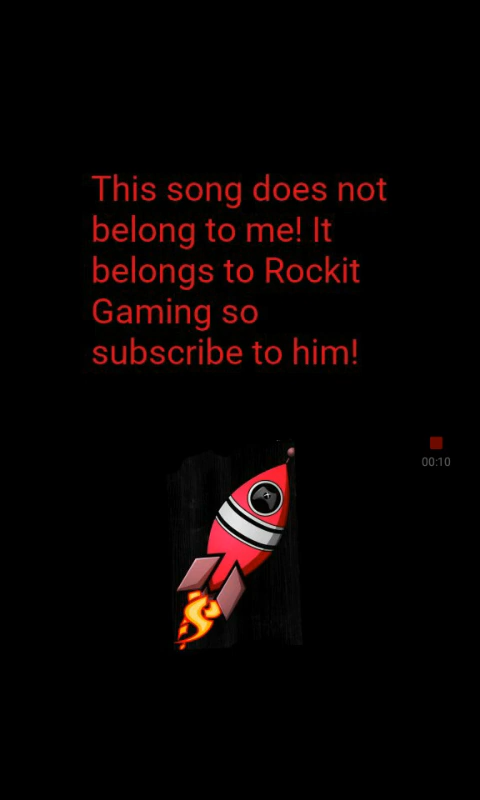 This song does not
belong to me! It
belongs to Rockit
Gaming so
subscribe to him!
00:10